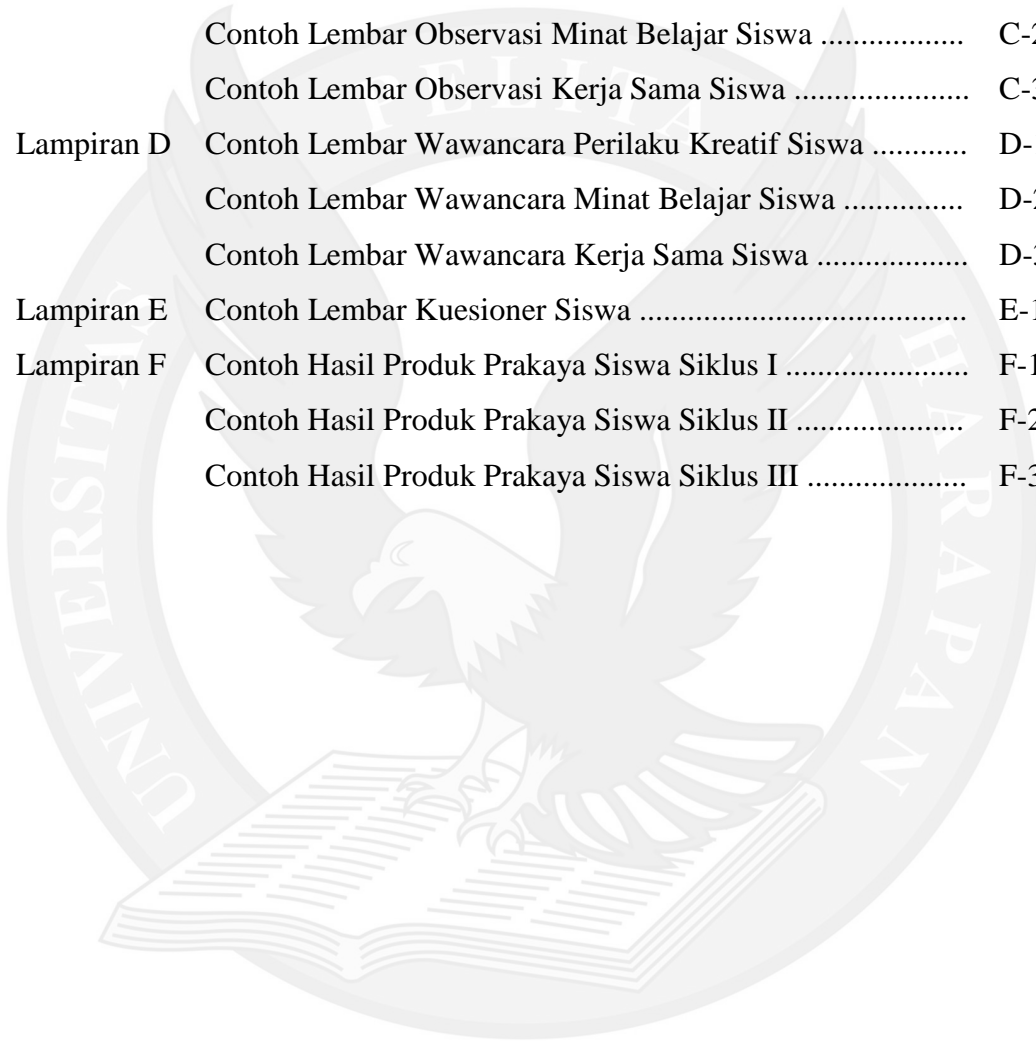 Contoh Lembar Observasi Minat Belajar Siswa .................. C-2
Contoh Lembar Observasi Kerja Sama Siswa ...................... C-3
Lampiran D Contoh Lembar Wawancara Perilaku Kreatif Siswa ............ D-
Contoh Lembar Wawancara Minat Belajar Siswa ............... D-2
Contoh Lembar Wawancara Kerja Sama Siswa ................... D-3
Lampiran E Contoh Lembar Kuesioner Siswa ......................................... E-1
Lampiran F Contoh Hasil Produk Prakaya Siswa Siklus I ....................... F-1
Contoh Hasil Produk Prakaya Siswa Siklus II ..................... F-2
Contoh Hasil Produk Prakaya Siswa Siklus III .................... F-3
UNIVERSITAS PELITA HARAPAN